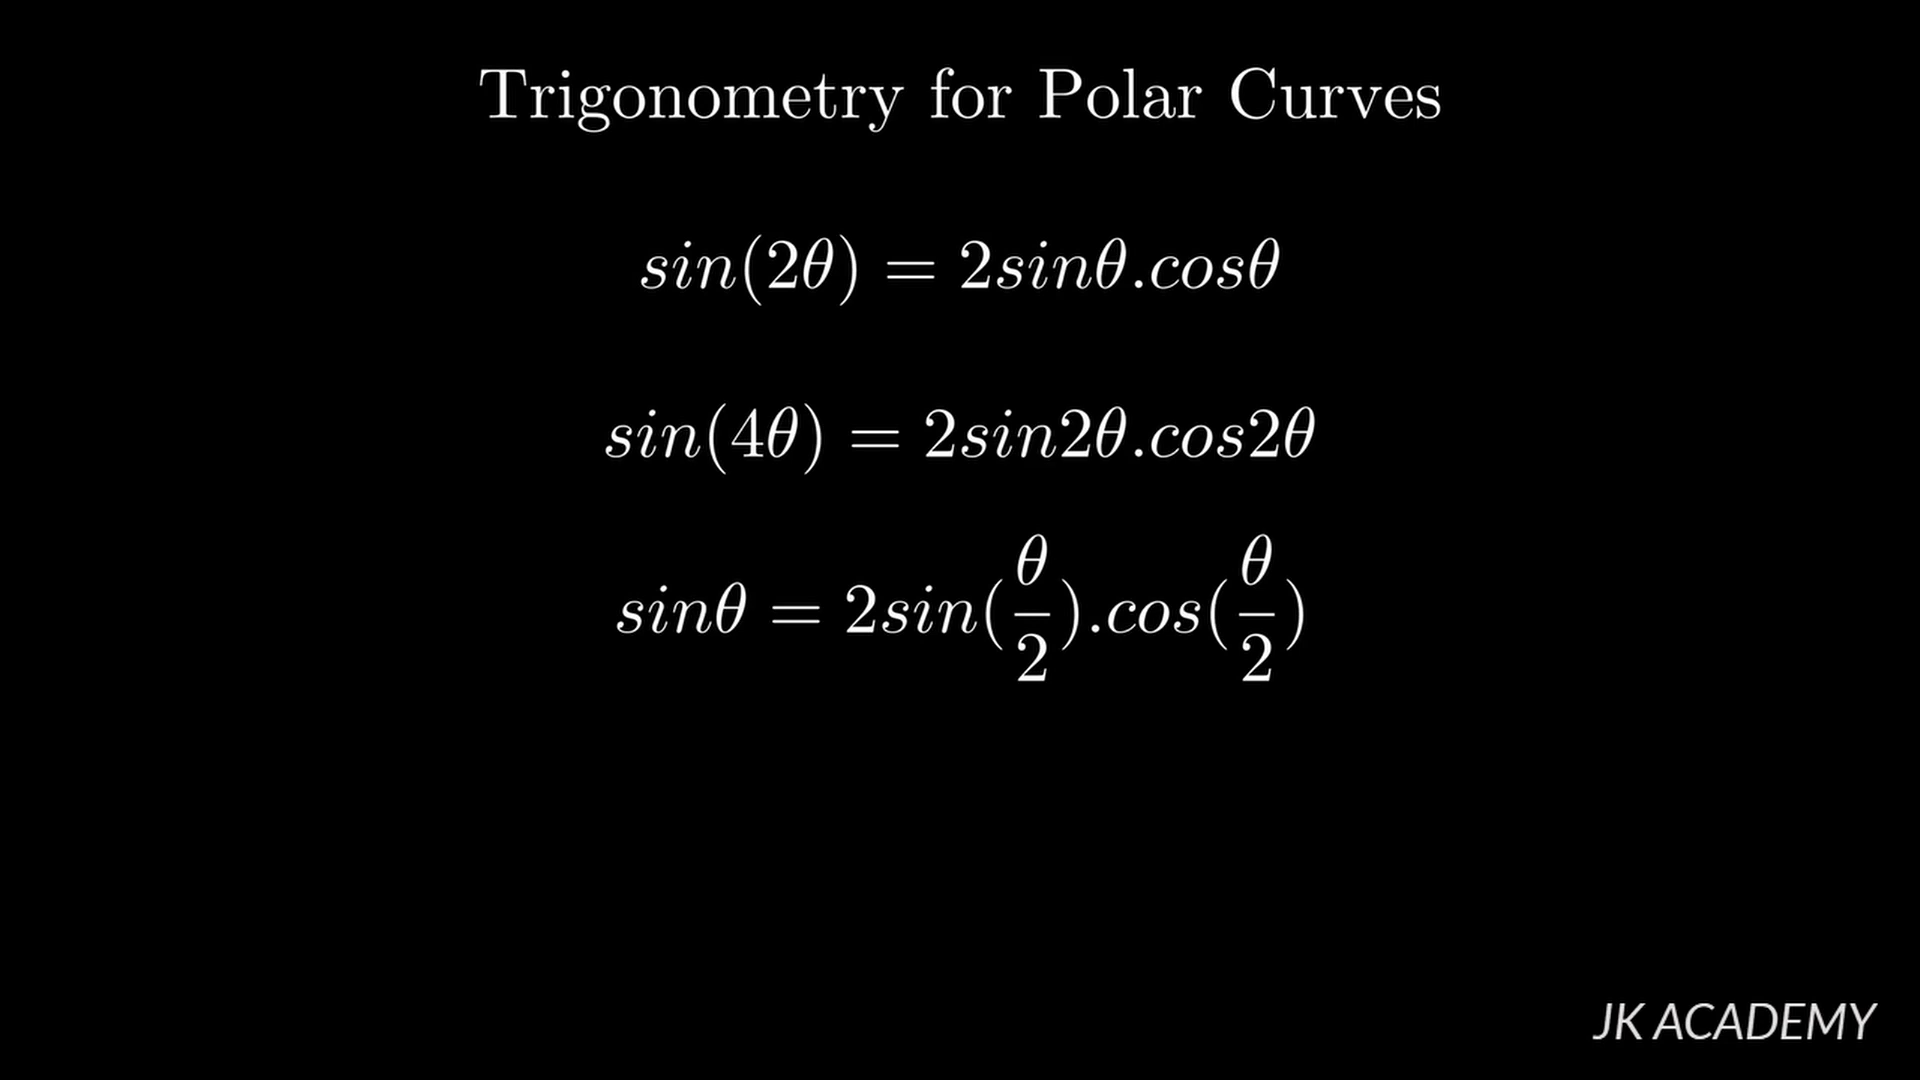 Trigonometry for Polar Curves
sin(2θ) = 2sinθ.cosθ
sin(4θ) = 2sin2θ.cos2θ
sinθ = 2sin(θ/2).cos(θ/2)
JK ACADEMY